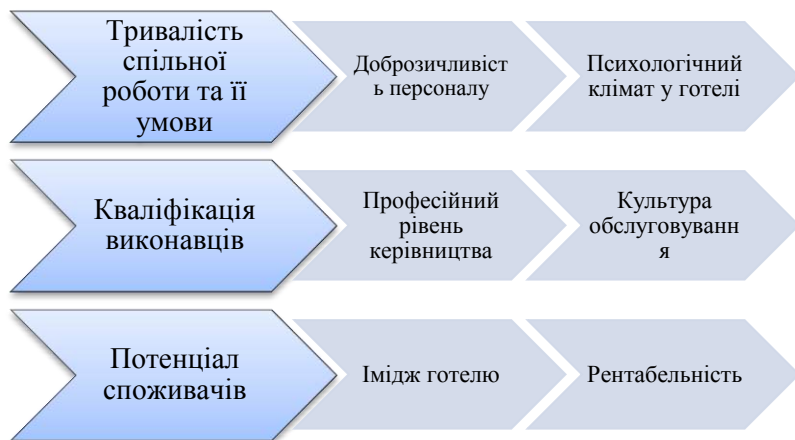 Тривалість
спільної
роботи та її
умови
Доброзичливіст
ь персоналу
Психологічний
клімат у готелі
Кваліфікація
виконавців
Професійний
рівень
керівництва
Культура
обслуговуванн
я
Потенціал
споживачів
Імідж готелю
Рентабельність